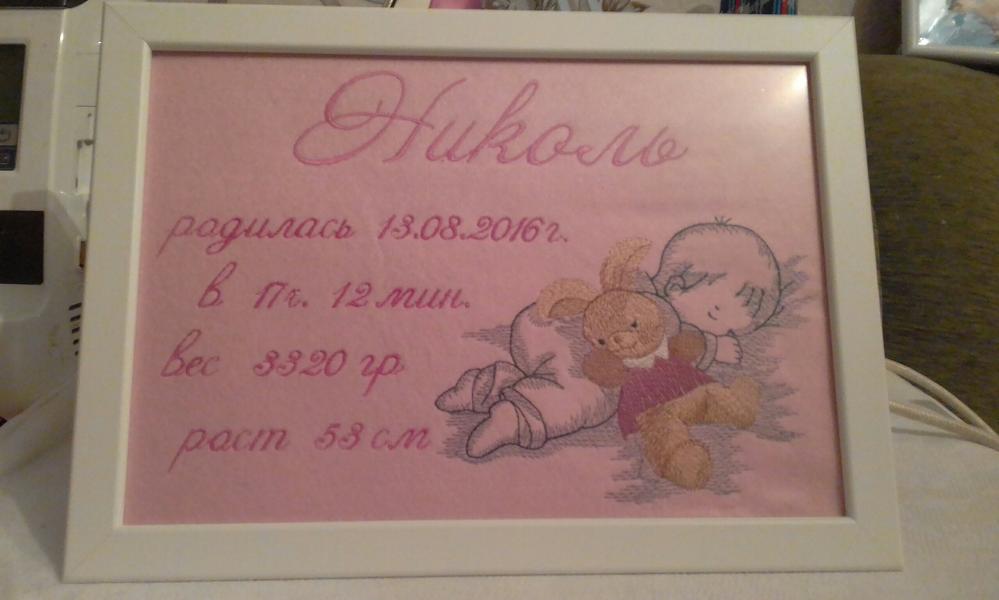 Николь
родилась 13.08.2016г.
в 17ч. 12 мин.
вес 3320 гр
рост 53 см